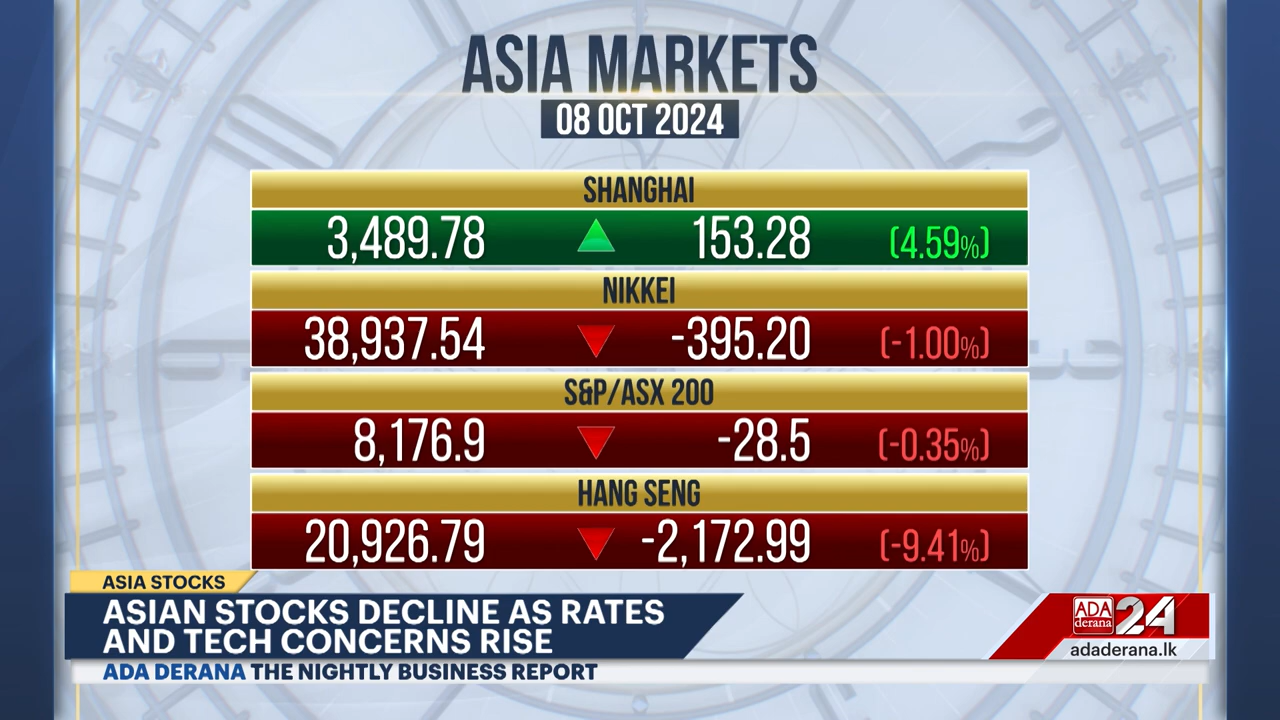 ASIA MARKETS
08 OCT 2024
SHANGHAI
3,489.78 ▲ 153.28 (4.59%)
NIKKEI
38,937.54 ▼ -395.20 (-1.00%)
S&P/ASX 200
8,176.9 ▼ -28.5 (-0.35%)
HANG SENG
20,926.79 ▼ -2,172.99 (-9.41%)
ASIA STOCKS
ASIAN STOCKS DECLINE AS RATES
AND TECH CONCERNS RISE
ADA DERANA THE NIGHTLY BUSINESS REPORT
ADA
derana 24
adaderana.lk